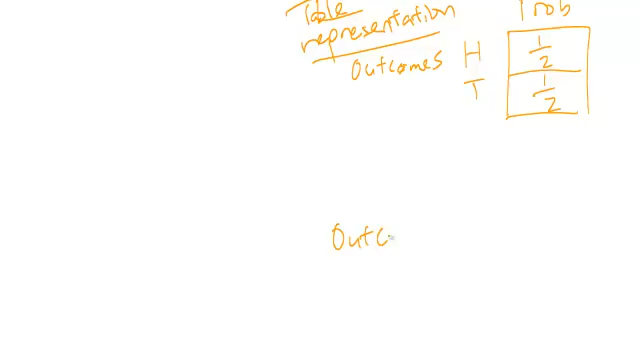 Table
representation
Prob
Outcomes H 1/2
T 1/2
Outc